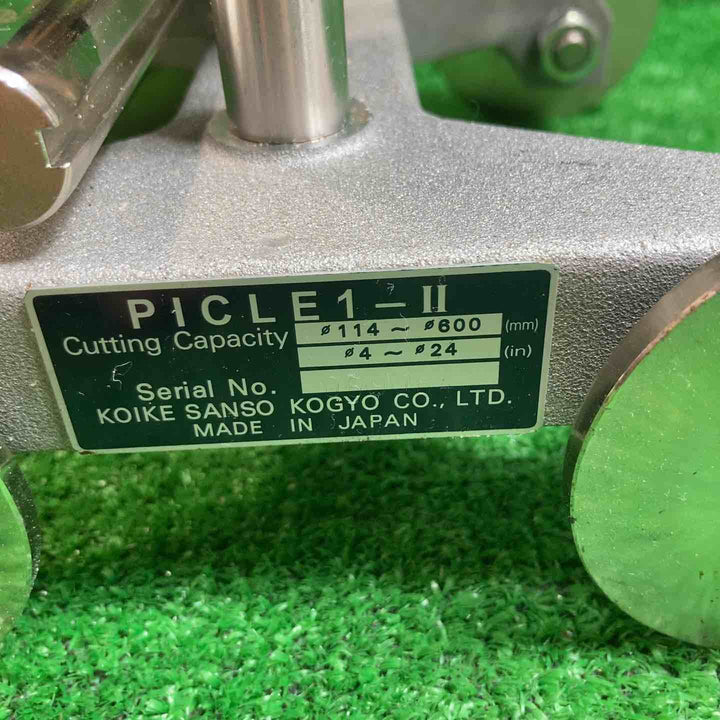 PICLE1-II
Cutting Capacity ø114 ~ ø600 (mm)
ø4 ~ ø24 (in)
Serial No.
KOIKE SANSO KOGYO CO., LTD.
MADE IN JAPAN